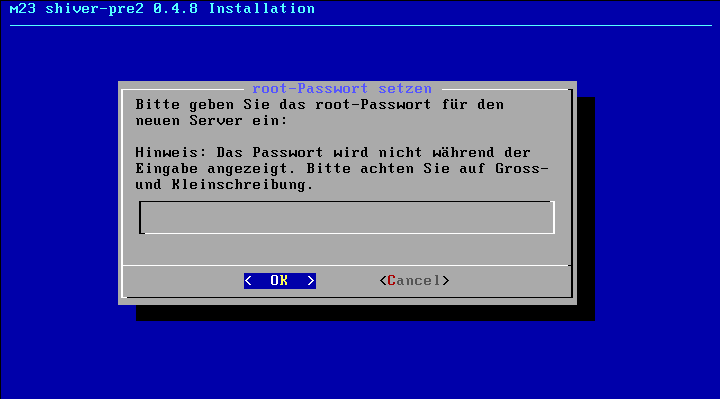 m23 shiver-pre2 0.4.8 Installation
root-Passwort setzen
Bitte geben Sie das root-Passwort für den
neuen Server ein:
Hinweis: Das Passwort wird nicht während der
Eingabe angezeigt. Bitte achten Sie auf Gross-
und Kleinschreibung.
< OK > <Cancel>